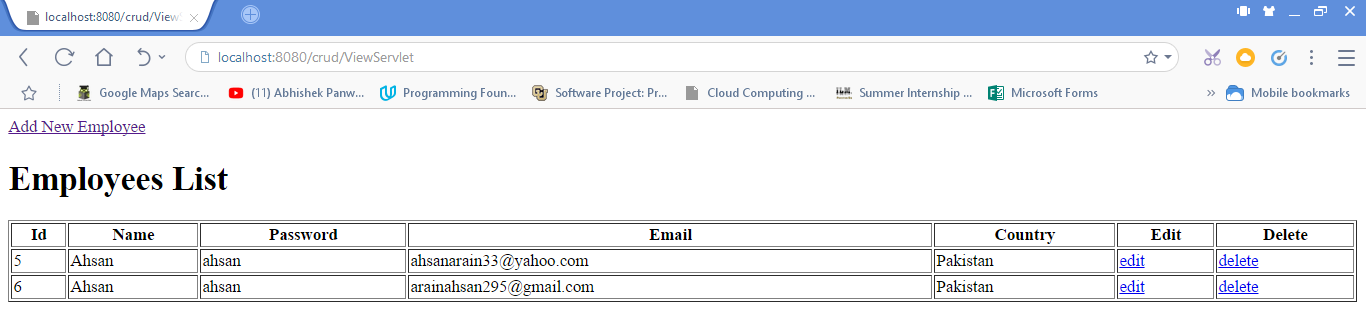 localhost:8080/crud/View
localhost:8080/crud/ViewServlet
Google Maps Searc... (11) Abhishek Panw... Programming Foun... Software Project: Pr... Cloud Computing ... Summer Internship ... Microsoft Forms » Mobile bookmarks
Add New Employee
Employees List
Id Name Password Email Country Edit Delete
5 Ahsan ahsan ahsanarain33@yahoo.com Pakistan edit delete
6 Ahsan ahsan arainahsan295@gmail.com Pakistan edit delete